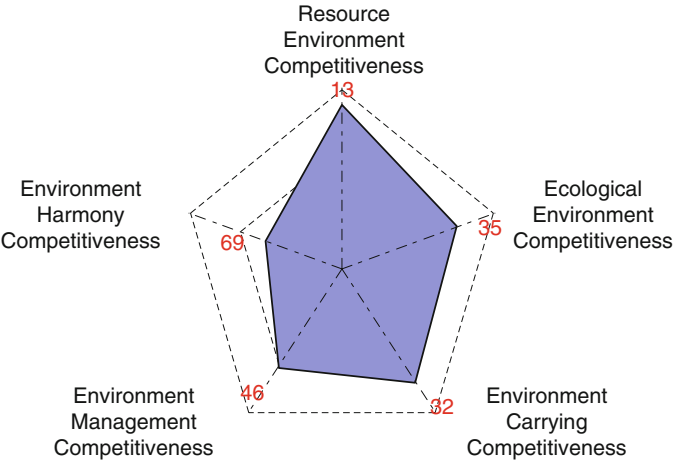 Resource
Environment
Competitiveness
13
Ecological
Environment
Competitiveness
35
Environment
Harmony
Competitiveness
69
Environment
Management
Competitiveness
46
Environment
Carrying
Competitiveness
32